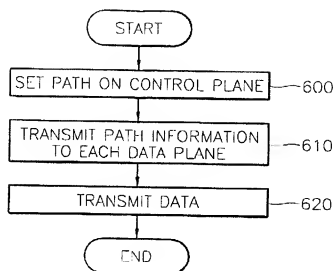 START
SET PATH ON CONTROL PLANE
600
TRANSMIT PATH INFORMATION
TO EACH DATA PLANE
610
TRANSMIT DATA
620
END